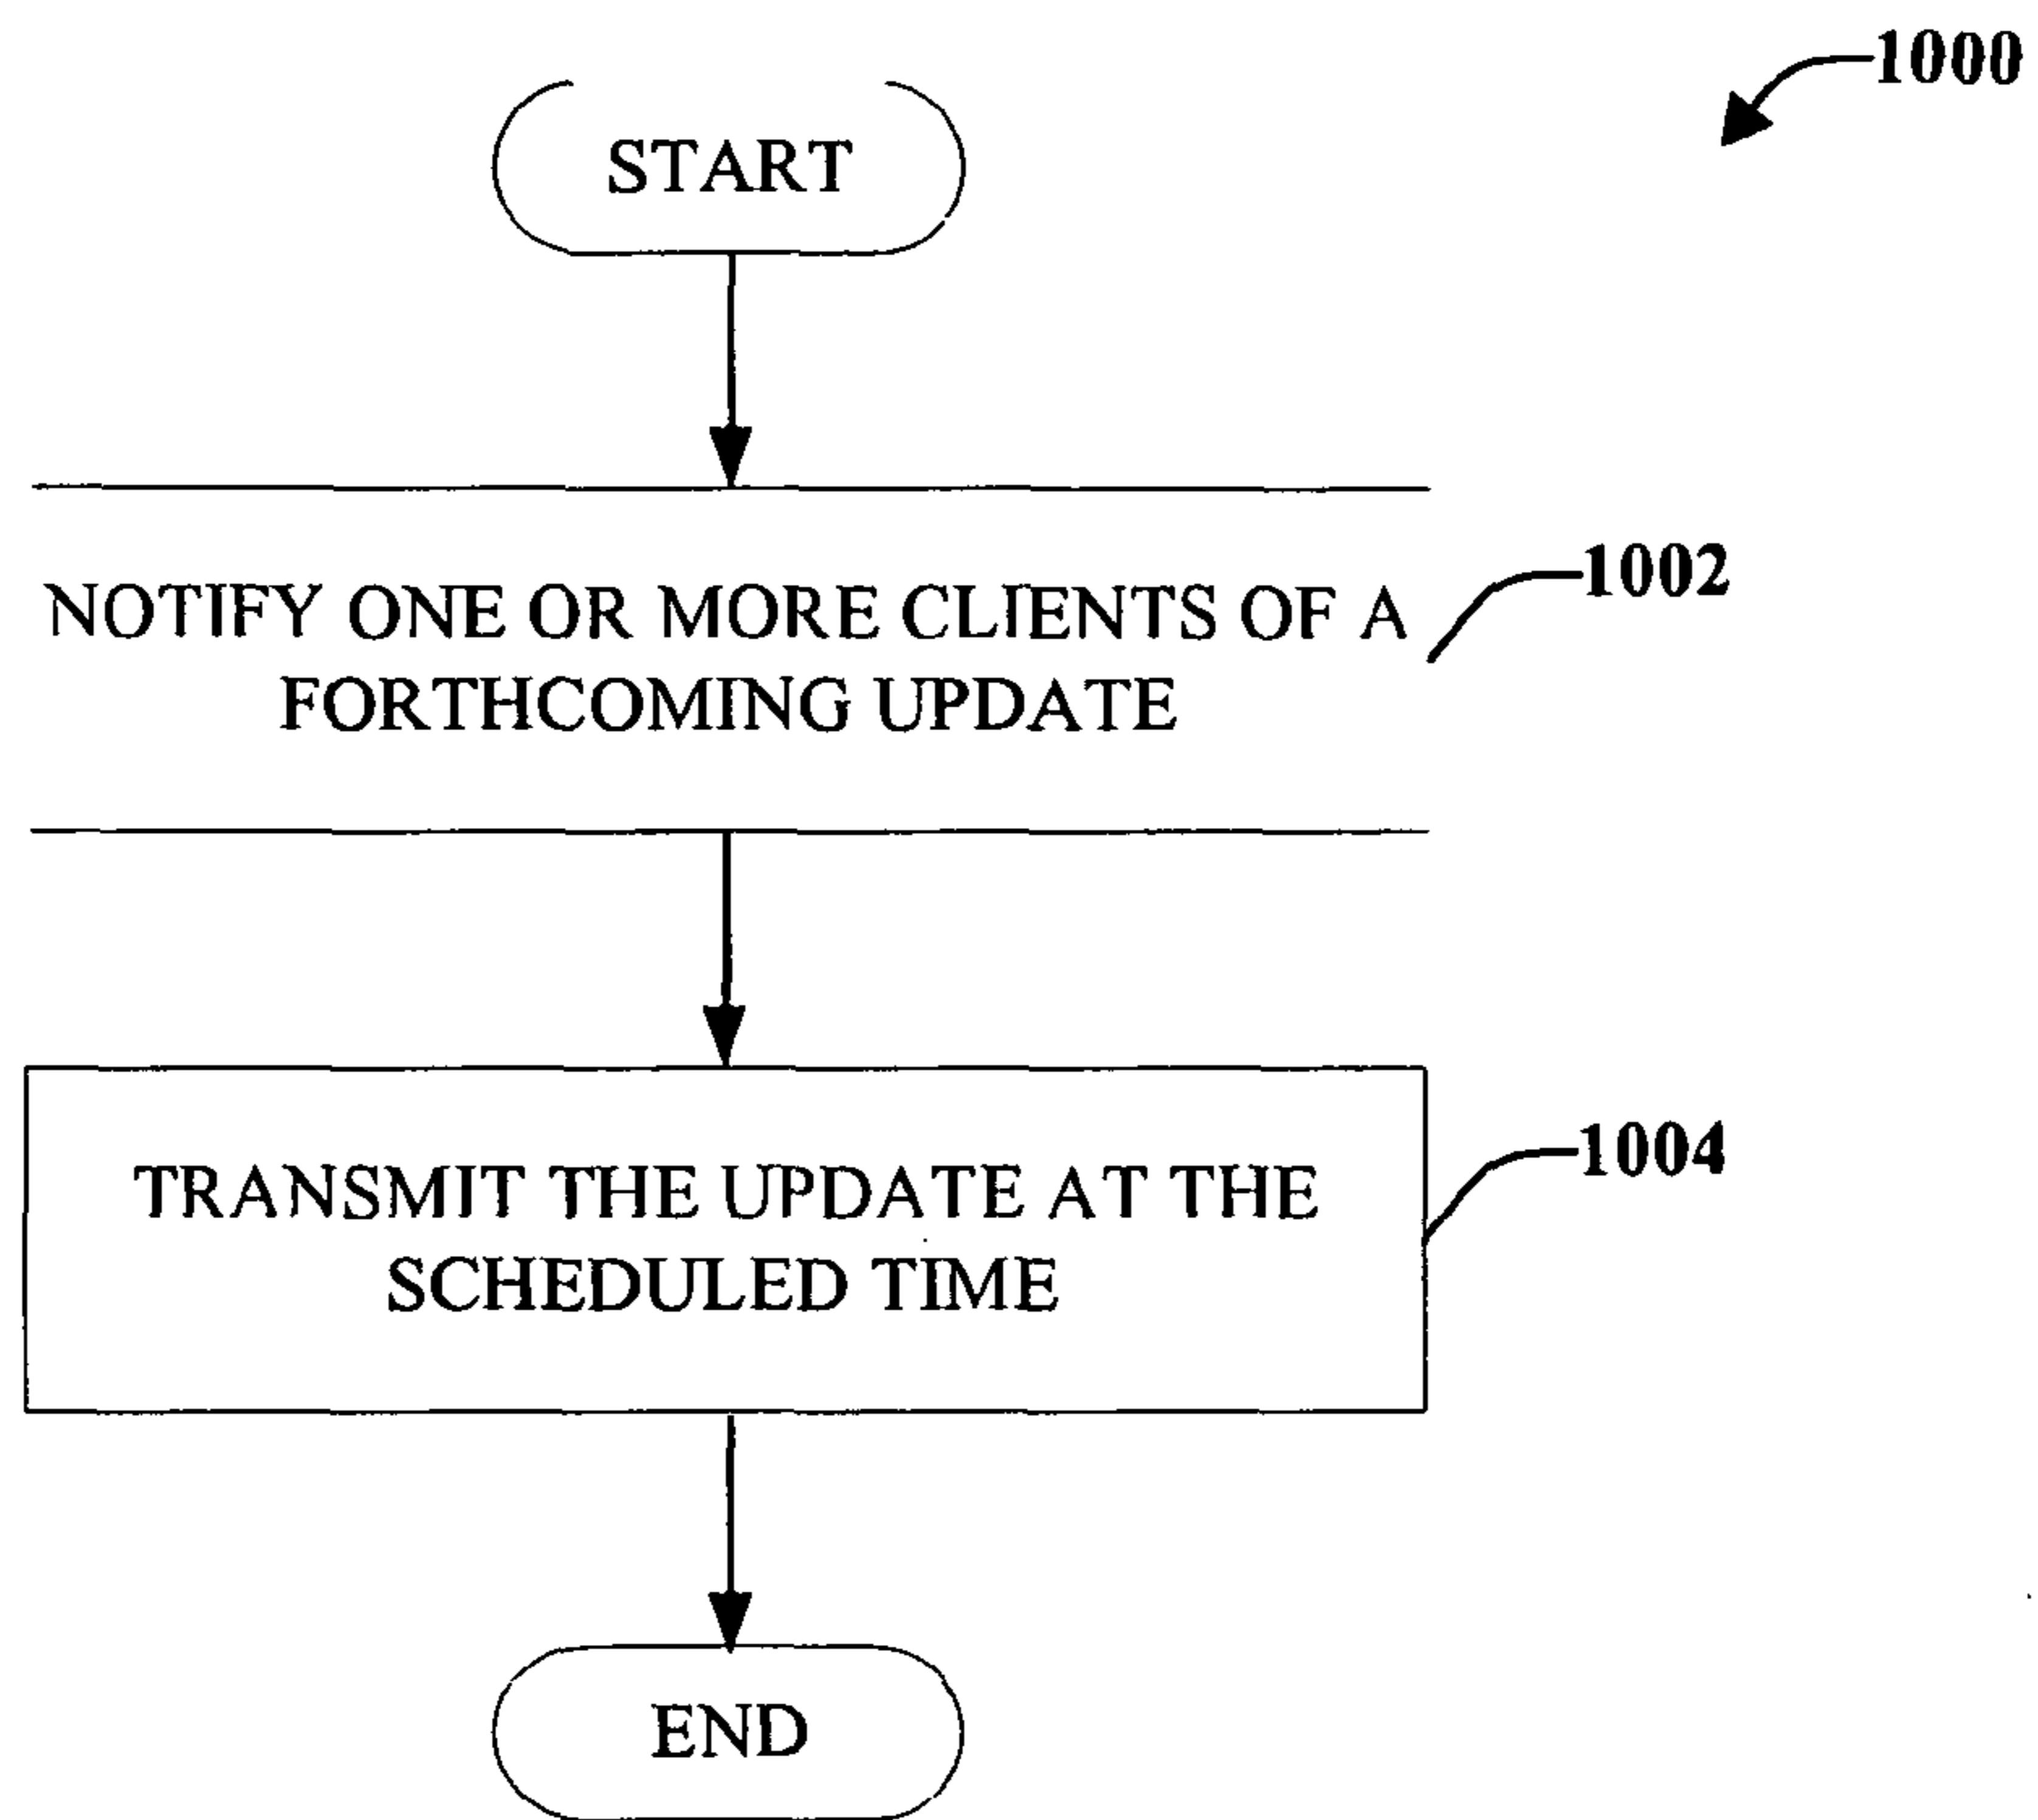 1000
START
NOTIFY ONE OR MORE CLIENTS OF A
FORTHCOMING UPDATE
1002
TRANSMIT THE UPDATE AT THE
SCHEDULED TIME
1004
END